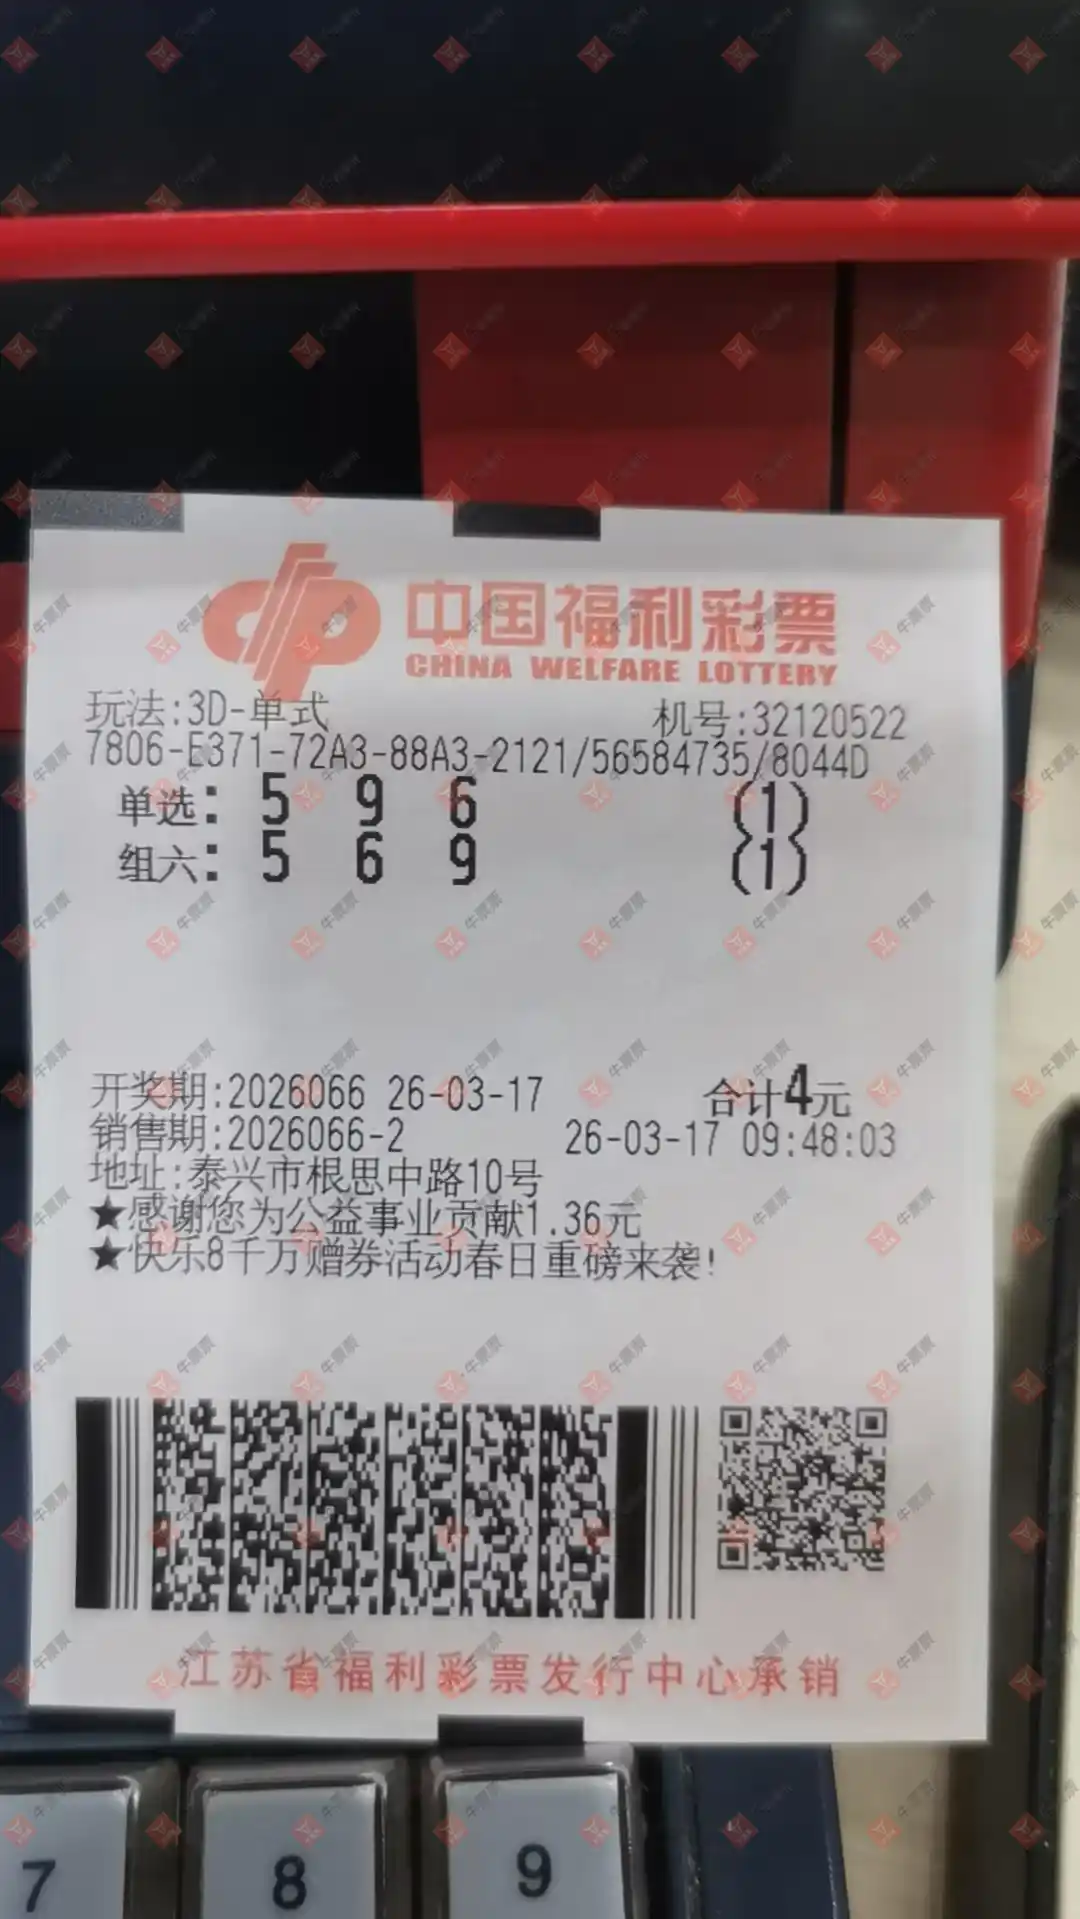 中国福利彩票
CHINA WELFARE LOTTERY
玩法:3D-单式 机号:32120522
7806-E371-72A3-88A3-2121/56584735/8044D
单选: 5 9 6 (1)
组六: 5 6 9 (1)
开奖期:2026066 26-03-17 合计4元
销售期:2026066-2 26-03-17 09:48:03
地址:泰兴市根思中路10号
★感谢您为公益事业贡献1.36元
★快乐8千万赠券活动春日重磅来袭!
江苏省福利彩票发行中心承销
7 8 9
牛票票